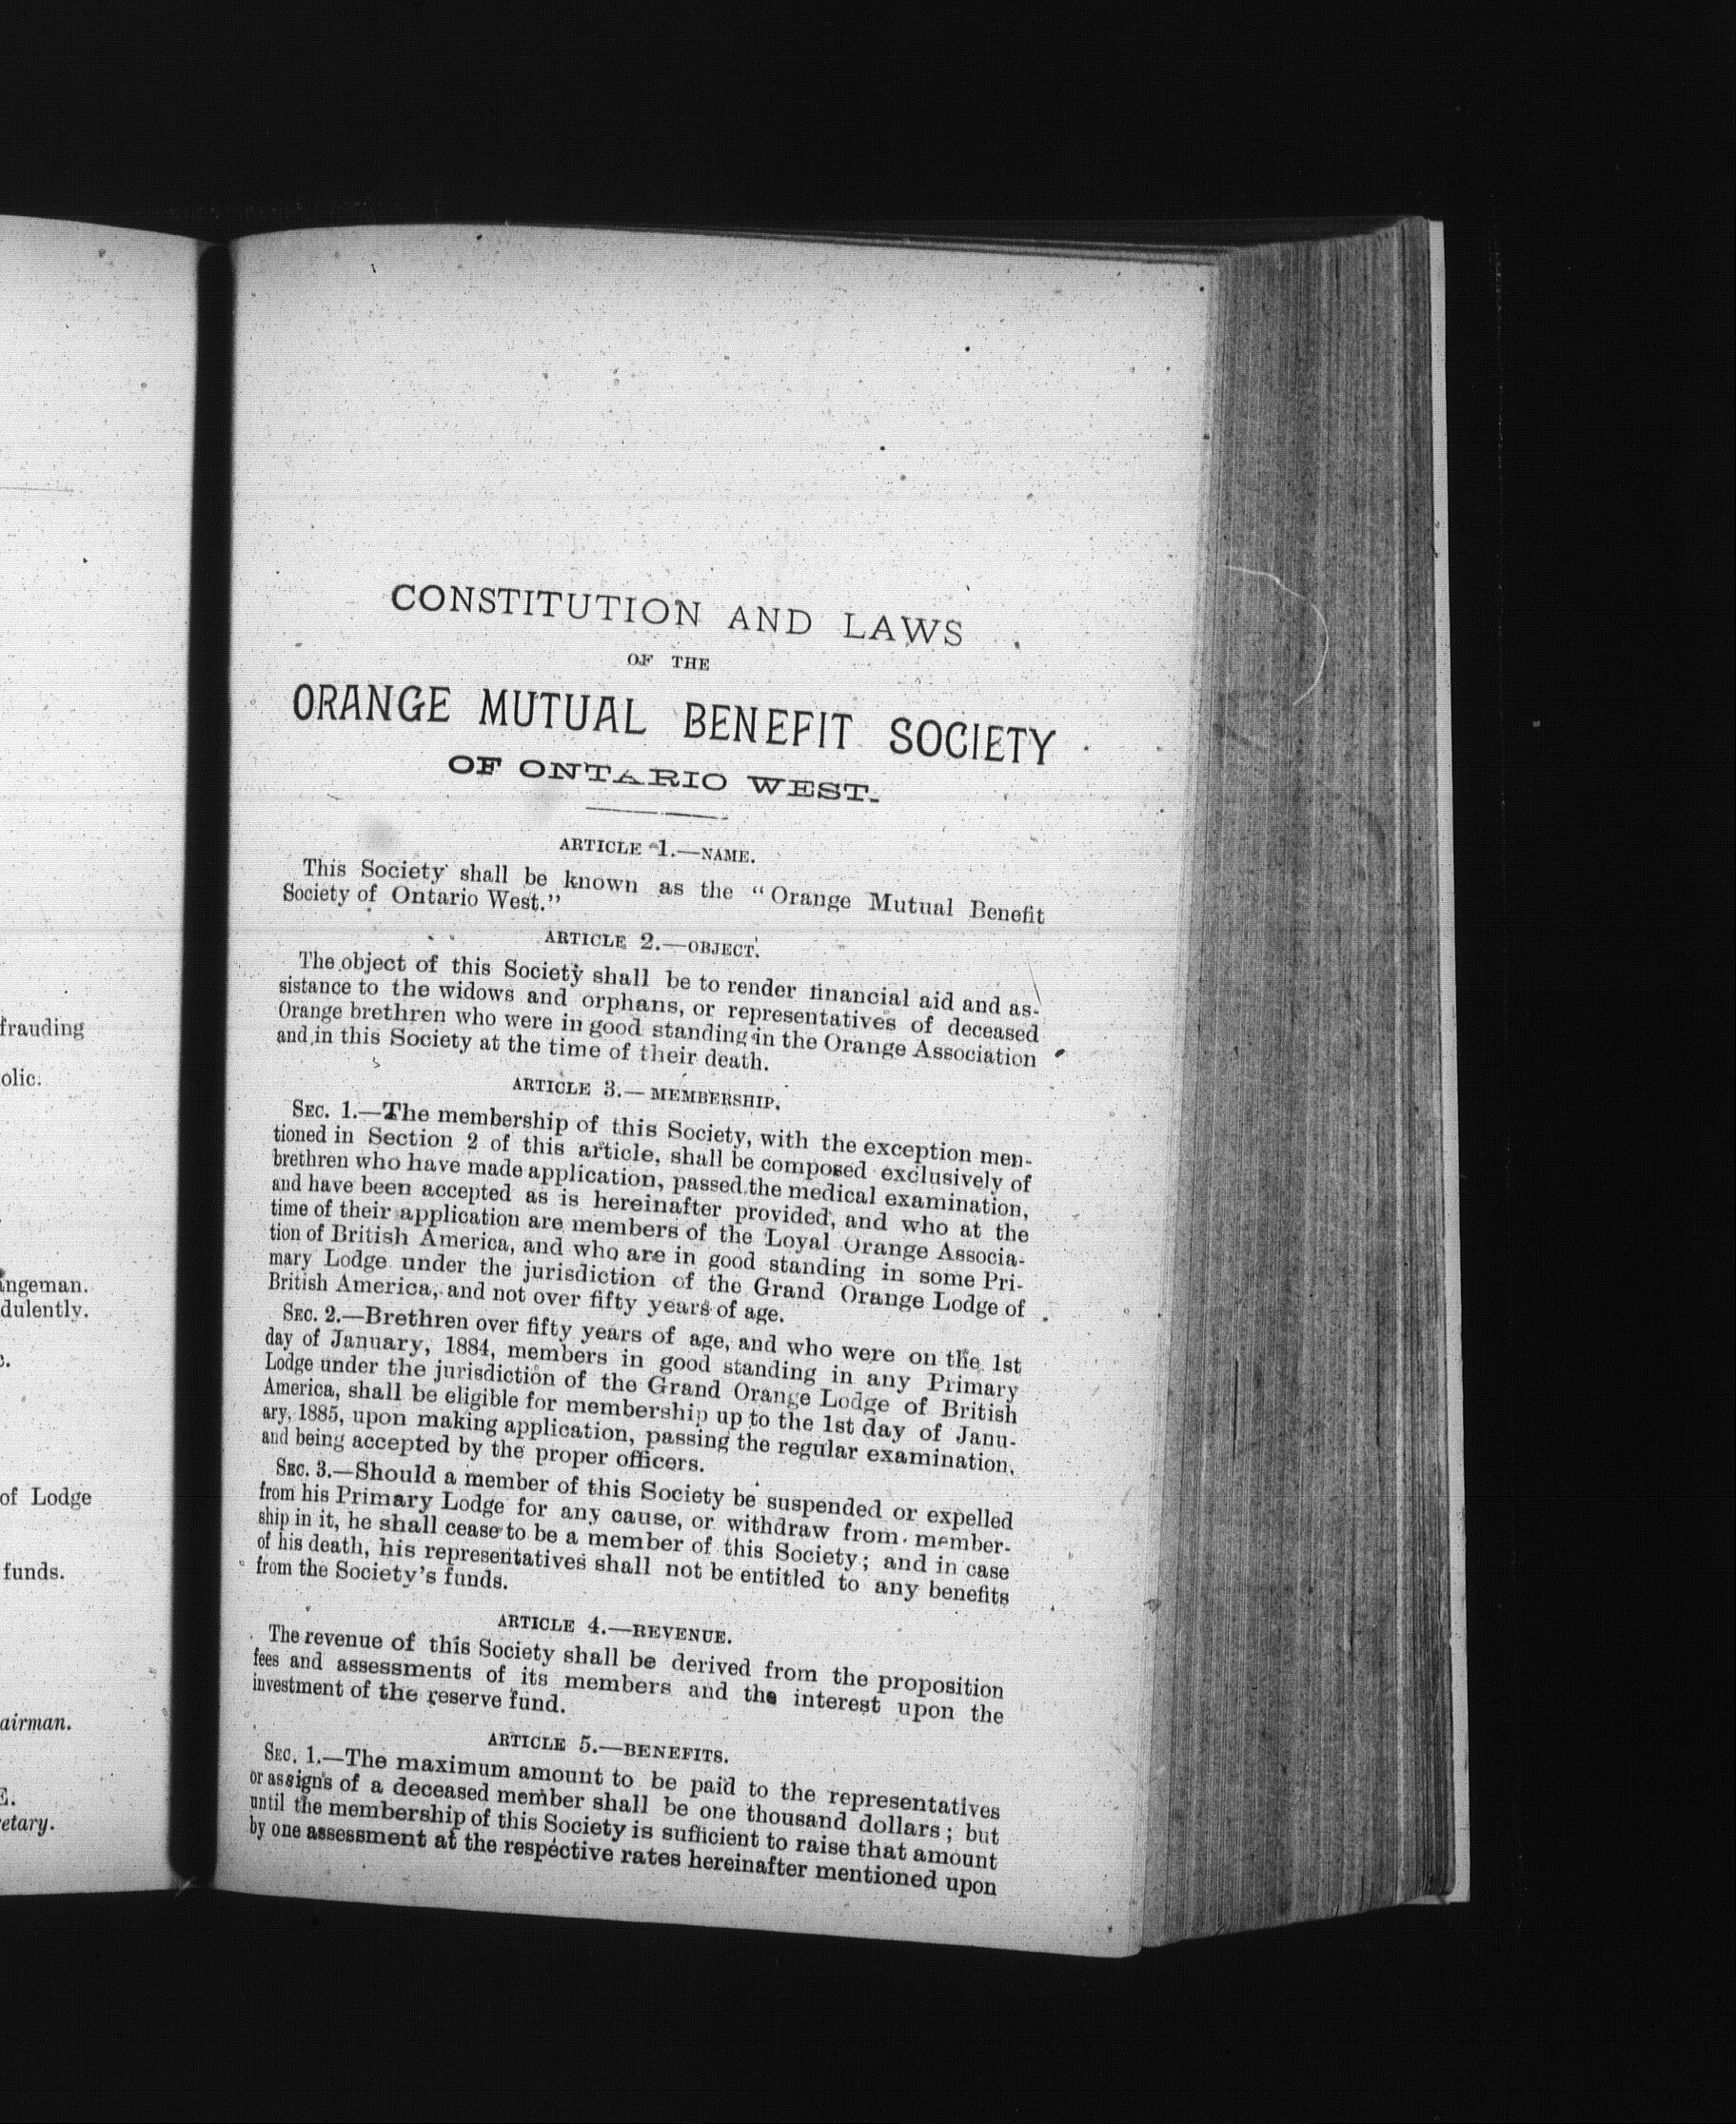 frauding
olic.
angeman.
dulently.
of Lodge
funds.
airman.
E.
etary.
CONSTITUTION AND LAWS
OF THE
ORANGE MUTUAL BENEFIT SOCIETY
OF ONTARIO WEST.
ARTICLE 1.—NAME.
This Society shall be known as the "Orange Mutual Benefit
Society of Ontario West."
ARTICLE 2.—OBJECT.
The object of this Society shall be to render financial aid and as-
sistance to the widows and orphans, or representatives of deceased
Orange brethren who were in good standing in the Orange Association
and in this Society at the time of their death.
ARTICLE 3.—MEMBERSHIP.
SEC. 1.—The membership of this Society, with the exception men-
tioned in Section 2 of this article, shall be composed exclusively of
brethren who have made application, passed the medical examination,
and have been accepted as is hereinafter provided, and who at the
time of their application are members of the Loyal Orange Associa-
tion of British America, and who are in good standing in some Pri-
mary Lodge under the jurisdiction of the Grand Orange Lodge of
British America, and not over fifty years of age.
SEC. 2.—Brethren over fifty years of age, and who were on the 1st
day of January, 1884, members in good standing in any Primary
Lodge under the jurisdiction of the Grand Orange Lodge of British
America, shall be eligible for membership up to the 1st day of Janu-
ary, 1885, upon making application, passing the regular examination,
and being accepted by the proper officers.
SEC. 3.—Should a member of this Society be suspended or expelled
from his Primary Lodge for any cause, or withdraw from member-
ship in it, he shall cease to be a member of this Society; and in case
of his death, his representatives shall not be entitled to any benefits
from the Society's funds.
ARTICLE 4.—REVENUE.
The revenue of this Society shall be derived from the proposition
fees and assessments of its members and the interest upon the
investment of the reserve fund.
ARTICLE 5.—BENEFITS.
SEC. 1.—The maximum amount to be paid to the representatives
or assigns of a deceased member shall be one thousand dollars; but
until the membership of this Society is sufficient to raise that amount
by one assessment at the respective rates hereinafter mentioned upon